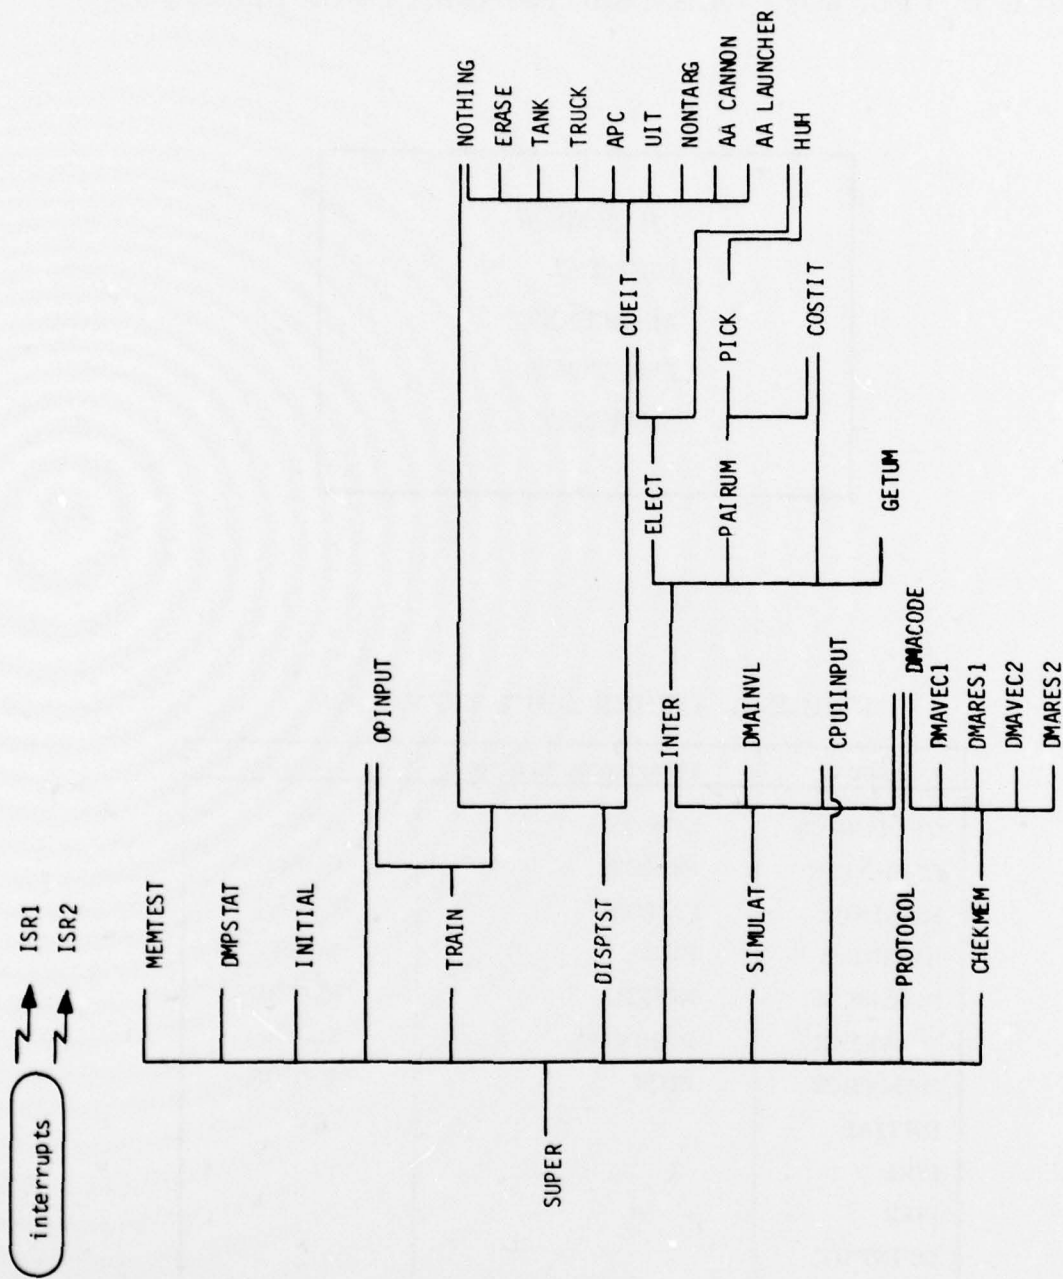 interrupts
ISR1
ISR2
SUPER
MEMTEST
DMPSTAT
INITIAL
TRAIN
DISPTST
SIMULAT
PROTOCOL
CHEKMEM
OPINPUT
INTER
DMAINVL
CPU1INPUT
DMACODE
DMAVEC1
DMARES1
DMAVEC2
DMARES2
ELECT
PAIRUM
GETUM
CUEIT
PICK
COSTIT
NOTHING
ERASE
TANK
TRUCK
APC
UIT
NONTARG
AA CANNON
AA LAUNCHER
HUH